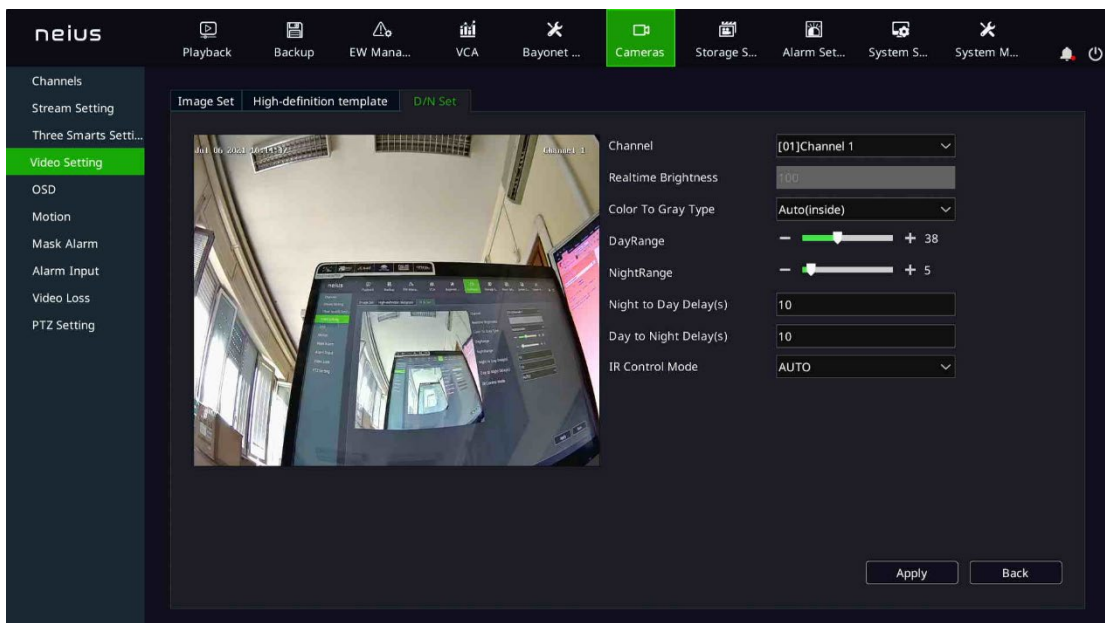 neius
Playback
Backup
EW Mana...
VCA
Bayonet ...
Cameras
Storage S...
Alarm Set...
System S...
System M...
Channels
Stream Setting
Three Smarts Setti...
Video Setting
OSD
Motion
Mask Alarm
Alarm Input
Video Loss
PTZ Setting
Image Set
High-definition template
D/N Set
Jul 06 2021
Channel 1
Channel
[01]Channel 1
Realtime Brightness
100
Color To Gray Type
Auto(inside)
DayRange
38
NightRange
5
Night to Day Delay(s)
10
Day to Night Delay(s)
10
IR Control Mode
AUTO
Apply
Back